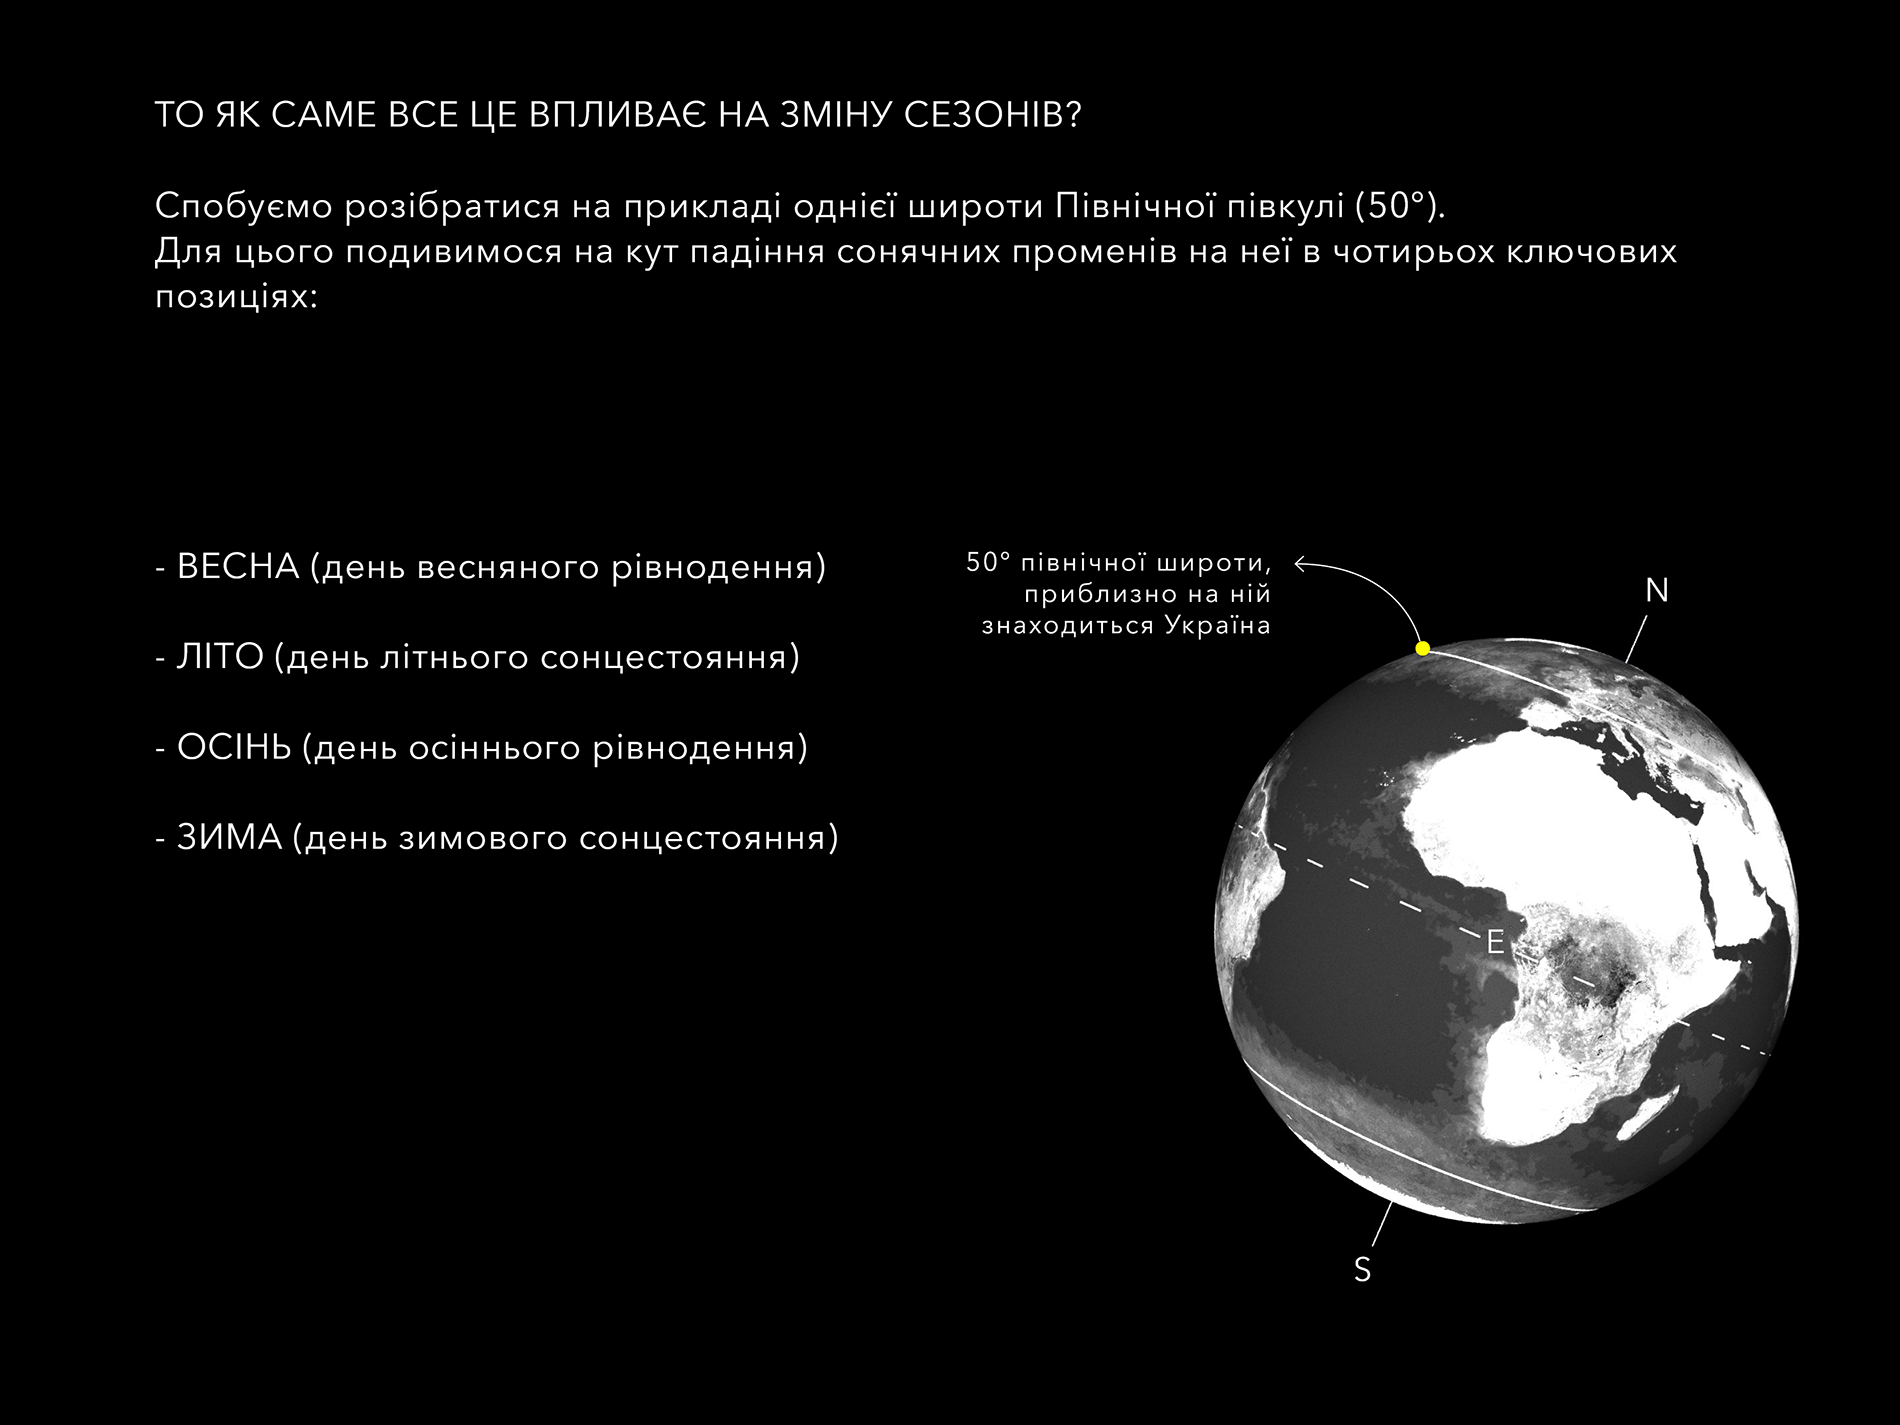 ТО ЯК САМЕ ВСЕ ЦЕ ВПЛИВАЄ НА ЗМІНУ СЕЗОНІВ?
Спобуємо розібратися на прикладі однієї широти Північної півкулі (50°).
Для цього подивимося на кут падіння сонячних променів на неї в чотирьох ключових
позиціях:
- ВЕСНА (день весняного рівнодення)
- ЛІТО (день літнього сонцестояння)
- ОСІНЬ (день осіннього рівнодення)
- ЗИМА (день зимового сонцестояння)
50° північної широти,
приблизно на ній
знаходиться Україна
N
E
S